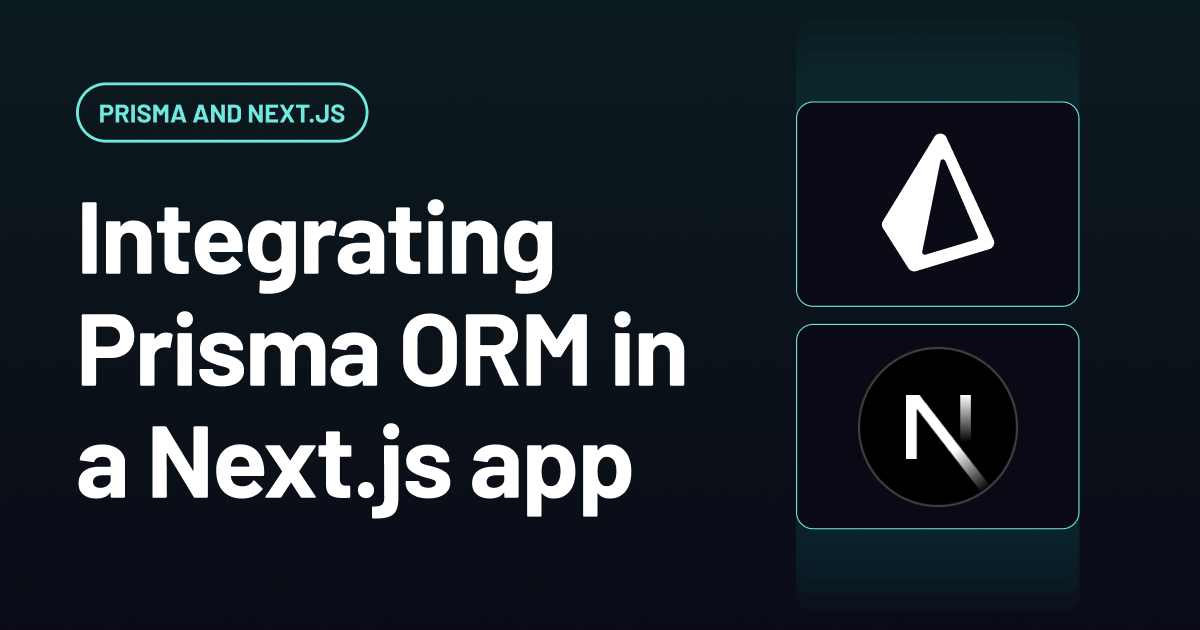 PRISMA AND NEXT.JS
Integrating
Prisma ORM in
a Next.js app
N